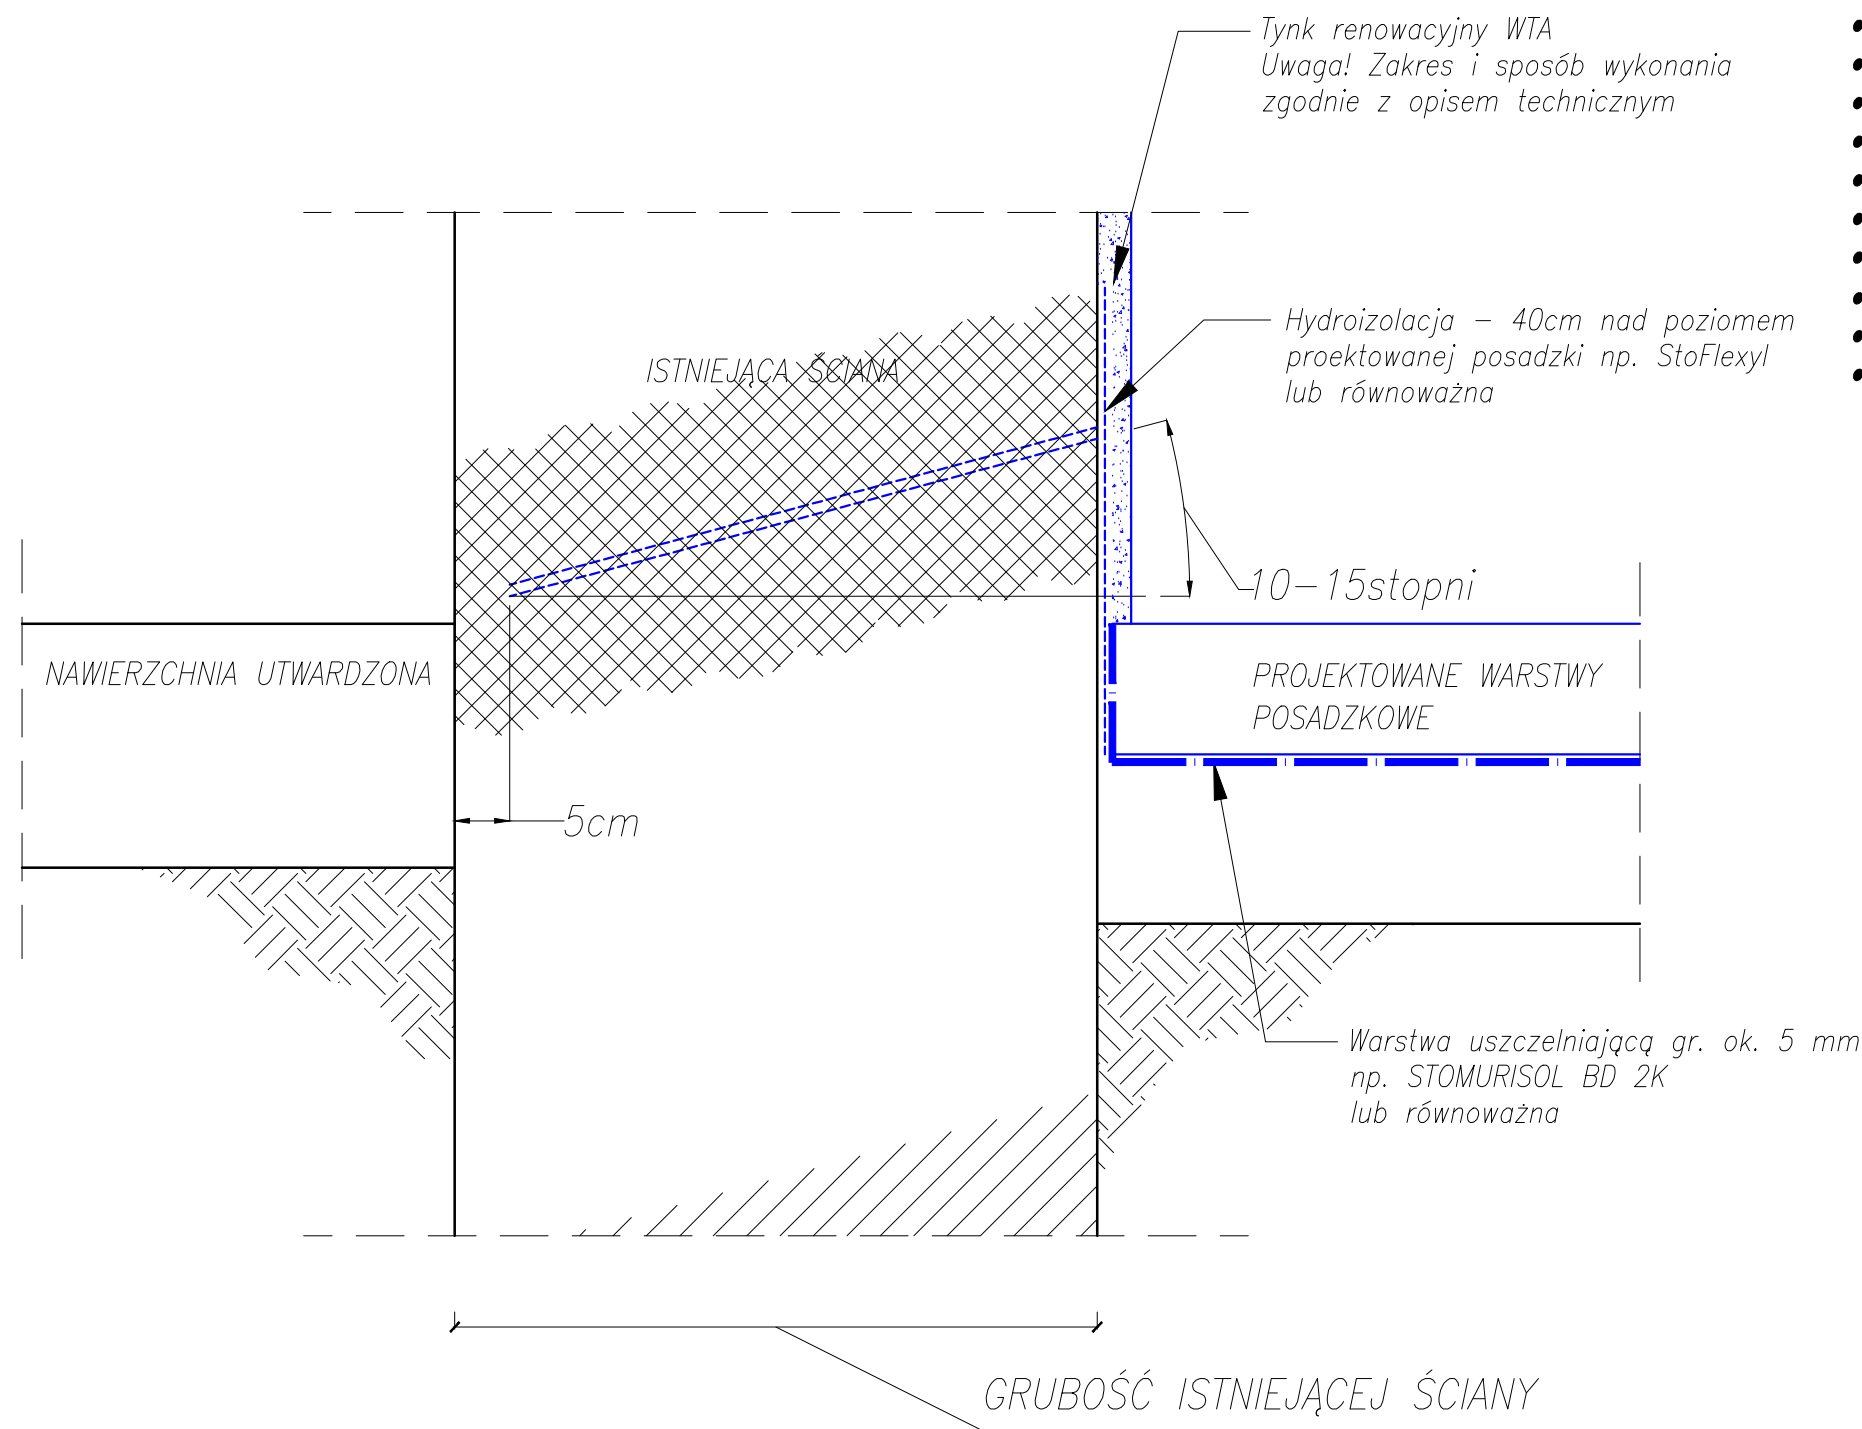 Tynk renowacyjny WTA
Uwaga! Zakres i sposób wykonania
zgodnie z opisem technicznym
Hydroizolacja – 40cm nad poziomem
proektowanej posadzki np. StoFlexyl
lub równoważna
ISTNIEJĄCA ŚCIANA
10–15stopni
NAWIERZCHNIA UTWARDZONA
PROJEKTOWANE WARSTWY
POSADZKOWE
5cm
Warstwa uszczelniającą gr. ok. 5 mm
np. STOMURISOL BD 2K
lub równoważna
GRUBOŚĆ ISTNIEJĄCEJ ŚCIANY